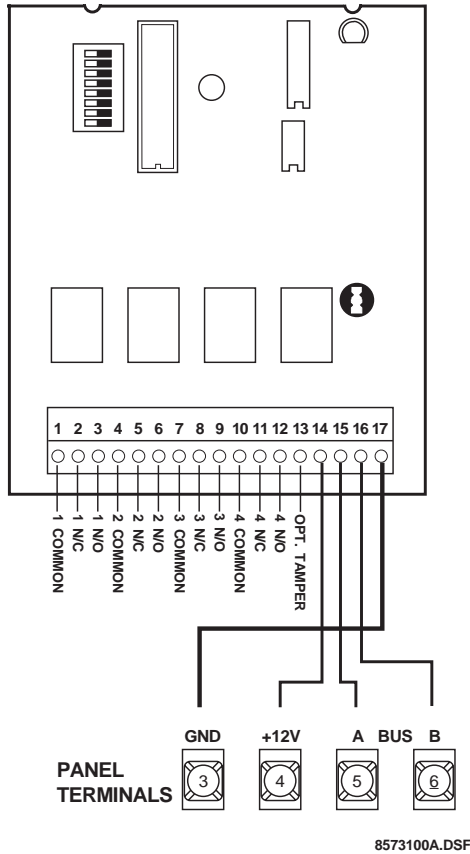 1 2 3 4 5 6 7 8 9 10 11 12 13 14 15 16 17
1 COMMON
1 N/C
1 N/O
2 COMMON
2 N/C
2 N/O
3 COMMON
3 N/C
3 N/O
4 COMMON
4 N/C
4 N/O
OPT. TAMPER
GND +12V A BUS B
PANEL
TERMINALS
3 4 5 6
8573100A.DSF